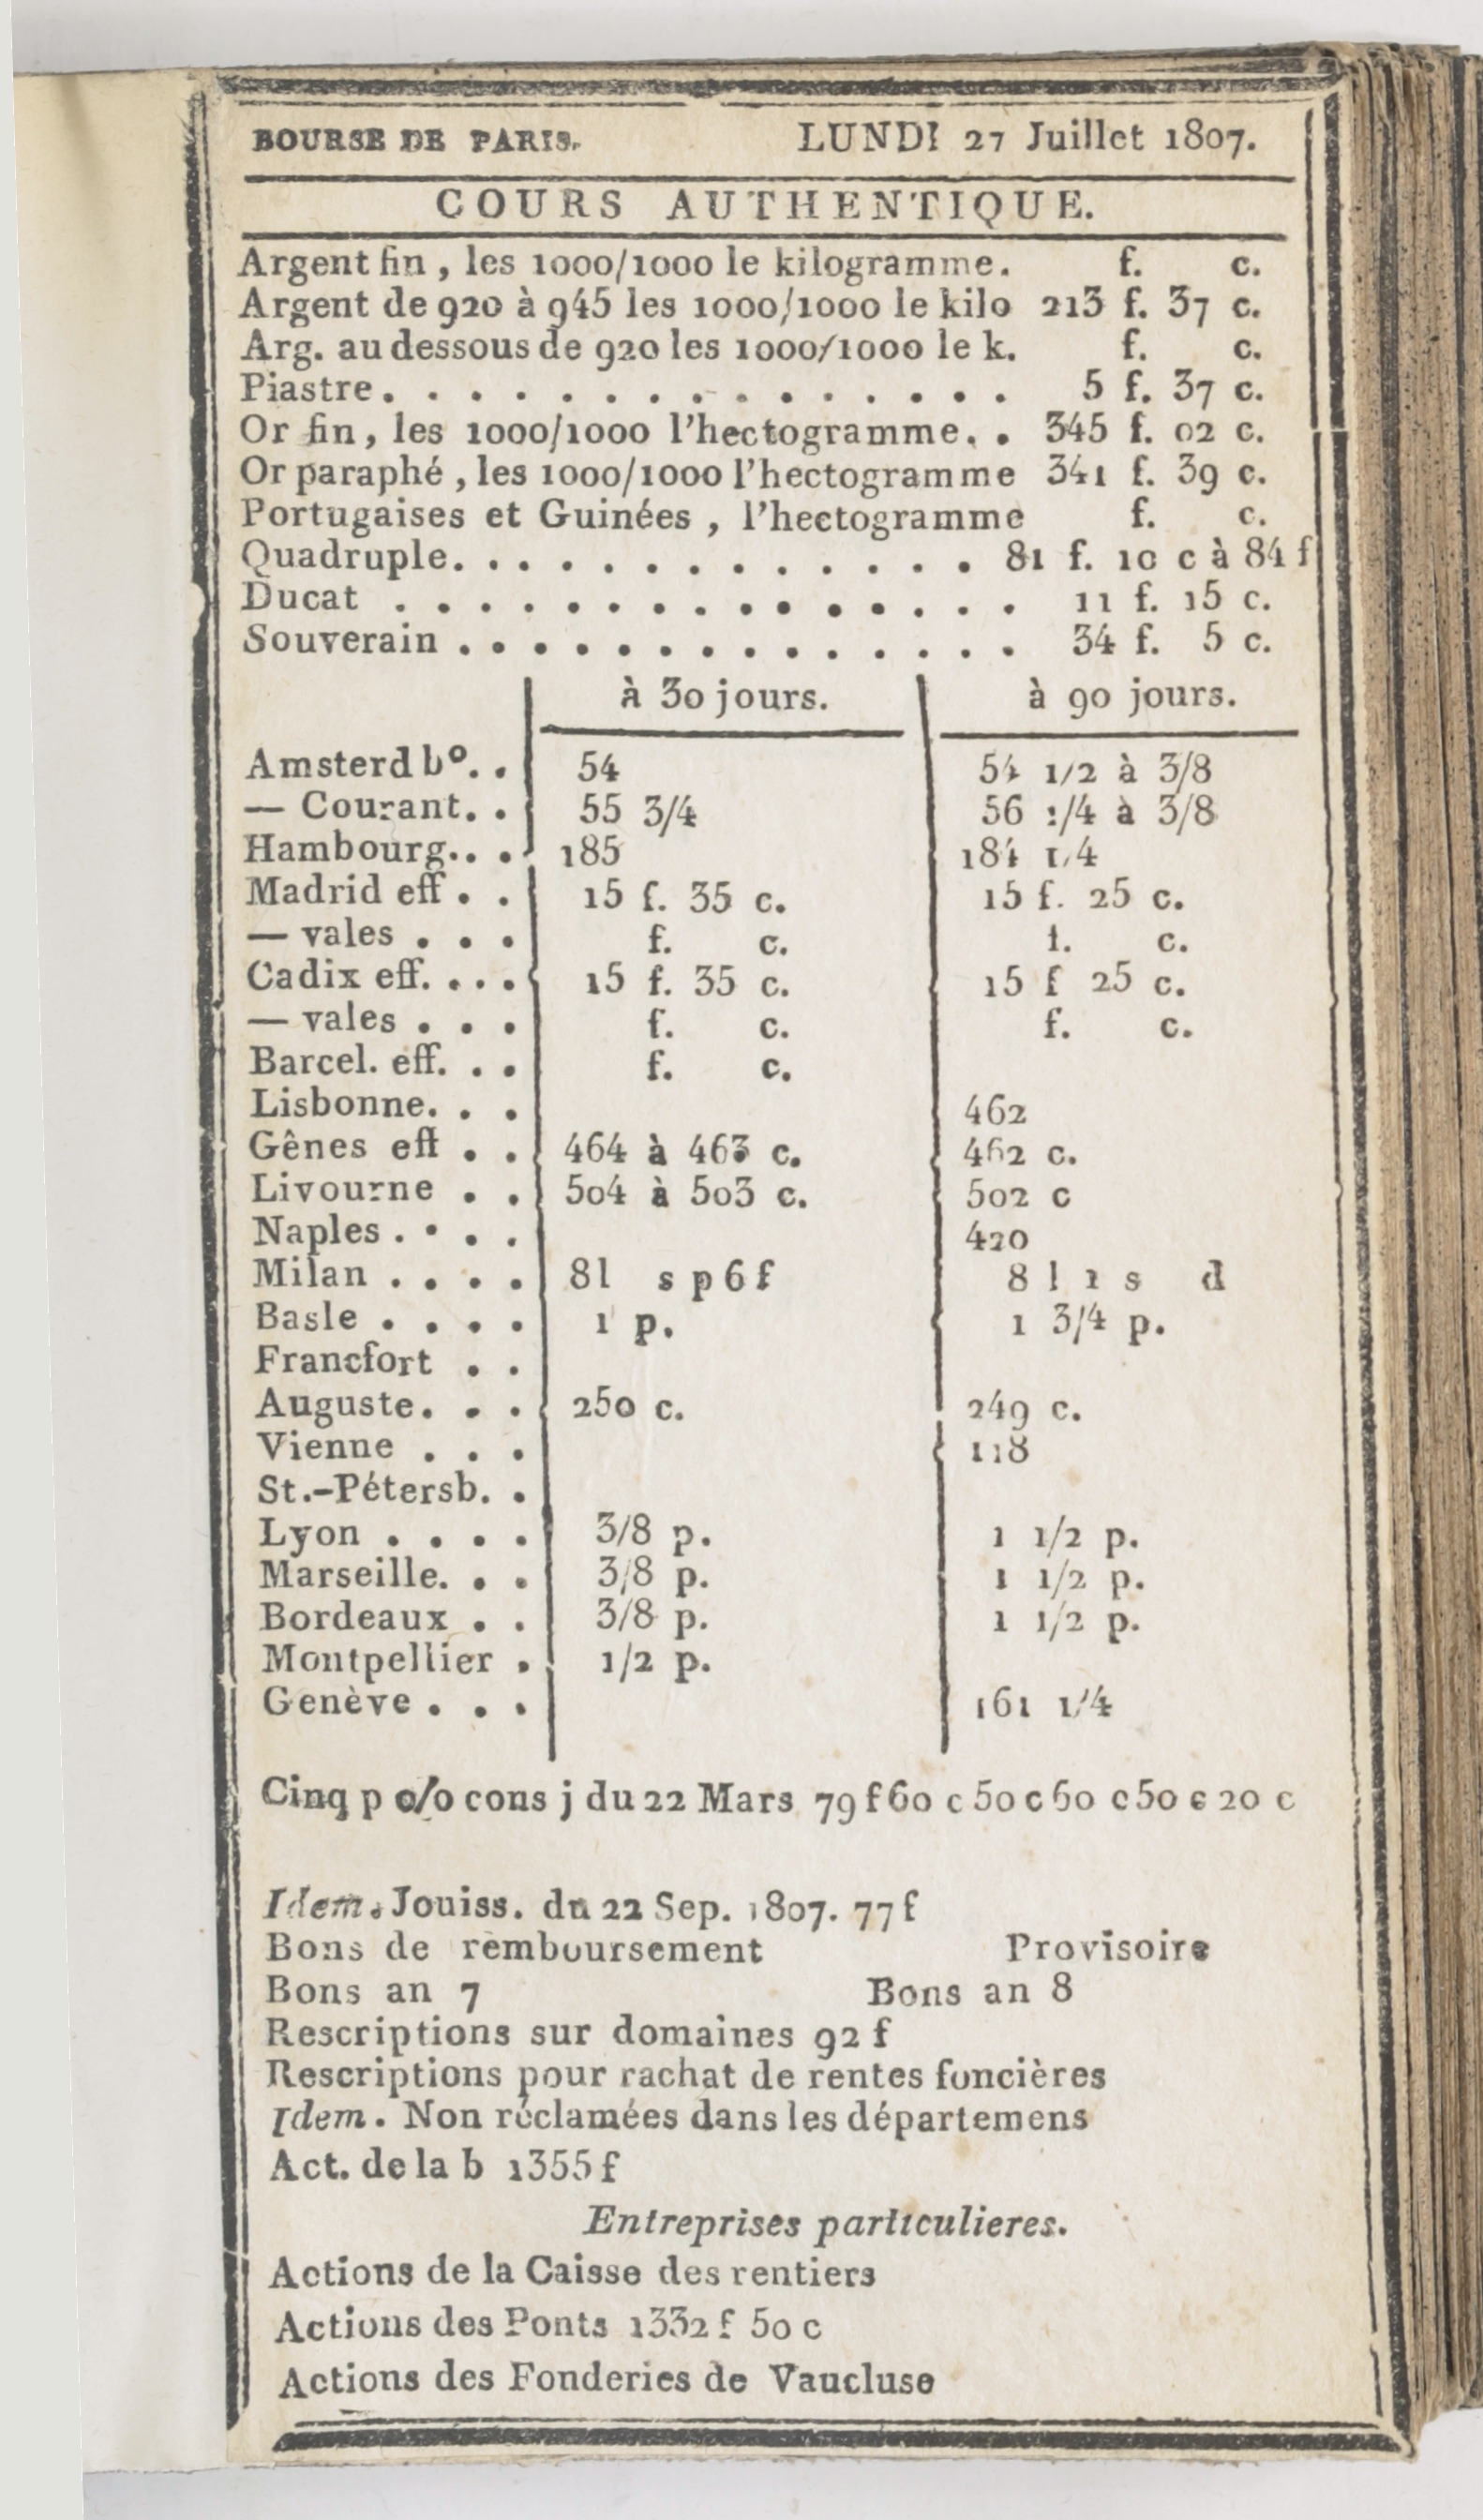 BOURSE DE PARIS. LUNDI 27 Juillet 1807.
COURS AUTHENTIQUE.
Argent fin, les 1000/1000 le kilogramme. f. c.
Argent de 920 à 945 les 1000/1000 le kilo 213 f. 37 c.
Arg. au dessous de 920 les 1000/1000 le k. f. c.
Piastre. . . . . . . . . . . . . . . 5 f. 37 c.
Or fin, les 1000/1000 l'hectogramme. . 345 f. 02 c.
Or paraphé, les 1000/1000 l'hectogramme 341 f. 39 c.
Portugaises et Guinées, l'hectogramme f. c.
Quadruple. . . . . . . . . . . . . 81 f. 10 c à 84 f
Ducat . . . . . . . . . . . . . . . 11 f. 15 c.
Souverain . . . . . . . . . . . . . . 34 f. 5 c.
à 30 jours. à 90 jours.
Amsterd bº. . 54 54 1/2 à 3/8
— Courant. . 55 3/4 56 1/4 à 3/8
Hambourg. . . 185 184 1/4
Madrid eff . . 15 f. 35 c. 15 f. 25 c.
— vales . . . f. c. f. c.
Cadix eff. . . . 15 f. 35 c. 15 f 25 c.
— vales . . . f. c. f. c.
Barcel. eff. . . f. c.
Lisbonne. . . 462
Gênes eff . . 464 à 463 c. 462 c.
Livourne . . 504 à 503 c. 502 c
Naples . . . . 420
Milan . . . . 8 l s p 6 f 8 l 1 s d
Basle . . . . 1 p. 1 3/4 p.
Francfort . .
Auguste. . . 250 c. 249 c.
Vienne . . . 118
St.-Pétersb. .
Lyon . . . . 3/8 p. 1 1/2 p.
Marseille. . . 3/8 p. 1 1/2 p.
Bordeaux . . 3/8 p. 1 1/2 p.
Montpellier . 1/2 p.
Genève . . . 161 1/4
Cinq p 0/0 cons j du 22 Mars 79 f 60 c 50 c 60 c 50 c 20 c
Idem. Jouiss. du 22 Sep. 1807. 77 f
Bons de remboursement Provisoire
Bons an 7 Bons an 8
Rescriptions sur domaines 92 f
Rescriptions pour rachat de rentes foncières
Idem. Non réclamées dans les départemens
Act. de la b 1355 f
Entreprises particulieres.
Actions de la Caisse des rentiers
Actions des Ponts 1332 f 50 c
Actions des Fonderies de Vaucluse